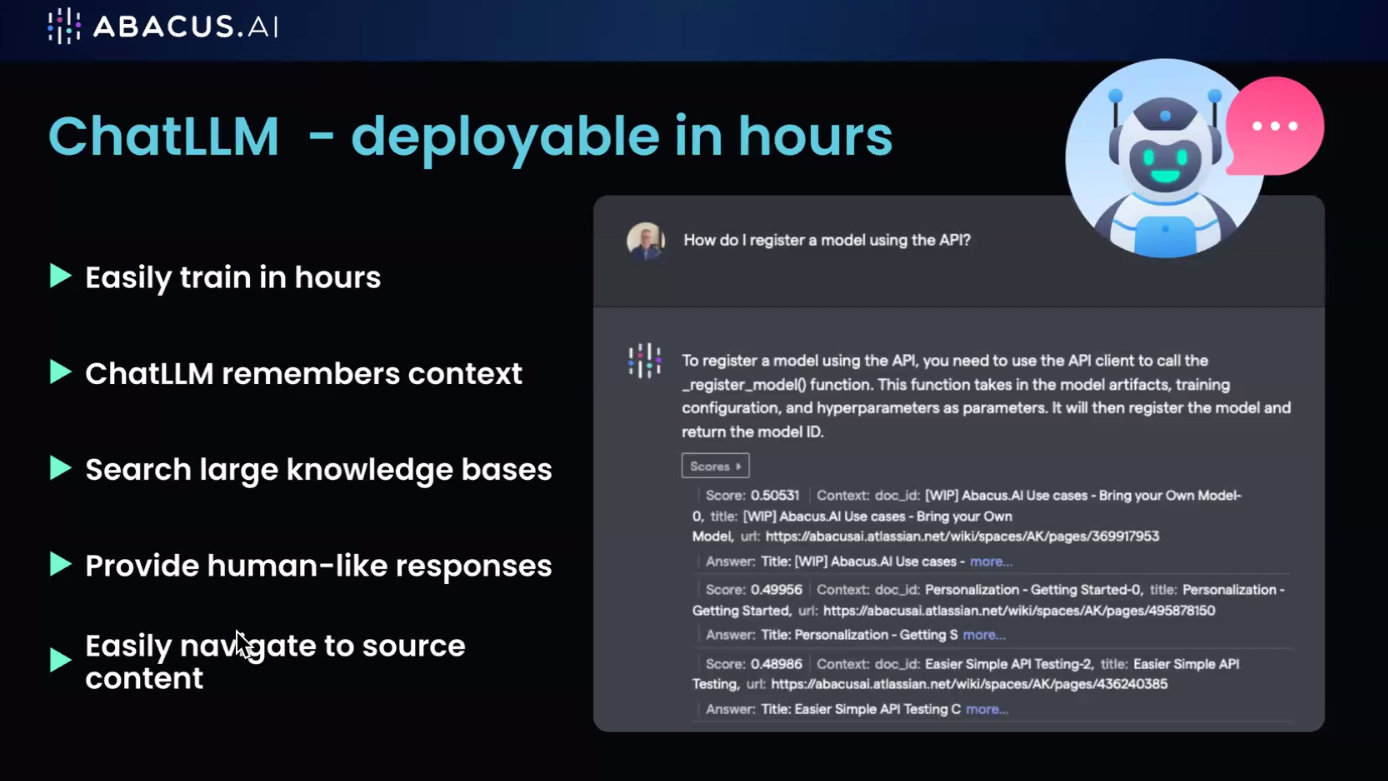 ABACUS.AI
ChatLLM - deployable in hours
Easily train in hours
ChatLLM remembers context
Search large knowledge bases
Provide human-like responses
Easily navigate to source
content
How do I register a model using the API?
To register a model using the API, you need to use the API client to call the
_register_model() function. This function takes in the model artifacts, training
configuration, and hyperparameters as parameters. It will then register the model and
return the model ID.
Scores
Score: 0.50531 Context: doc_id: [WIP] Abacus.AI Use cases - Bring your Own Model-
0, title: [WIP] Abacus.AI Use cases - Bring your Own
Model, url: https://abacusai.atlassian.net/wiki/spaces/AK/pages/369917953
Answer: Title: [WIP] Abacus.AI Use cases - more...
Score: 0.49956 Context: doc_id: Personalization - Getting Started-0, title: Personalization -
Getting Started, url: https://abacusai.atlassian.net/wiki/spaces/AK/pages/495878150
Answer: Title: Personalization - Getting S more...
Score: 0.48986 Context: doc_id: Easier Simple API Testing-2, title: Easier Simple API
Testing, url: https://abacusai.atlassian.net/wiki/spaces/AK/pages/436240385
Answer: Title: Easier Simple API Testing C more...